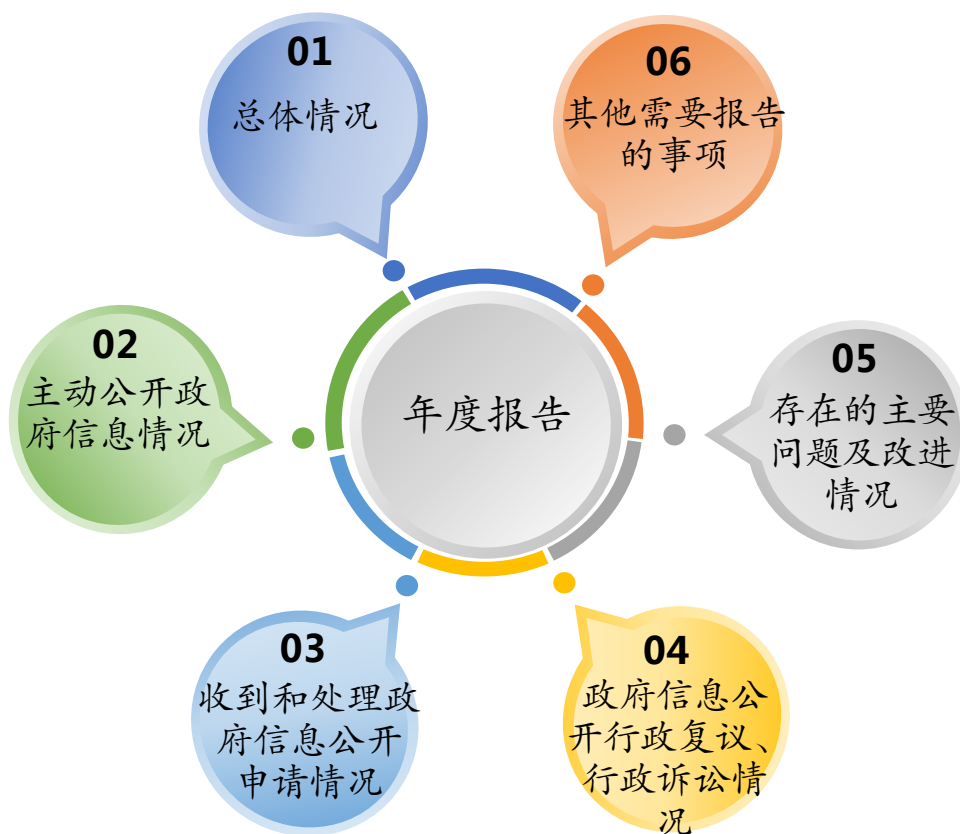 01
总体情况
06
其他需要报告
的事项
02
主动公开政
府信息情况
年度报告
05
存在的主要
问题及改进
情况
03
收到和处理政
府信息公开
申请情况
04
政府信息公
开行政复议、
行政诉讼情
况